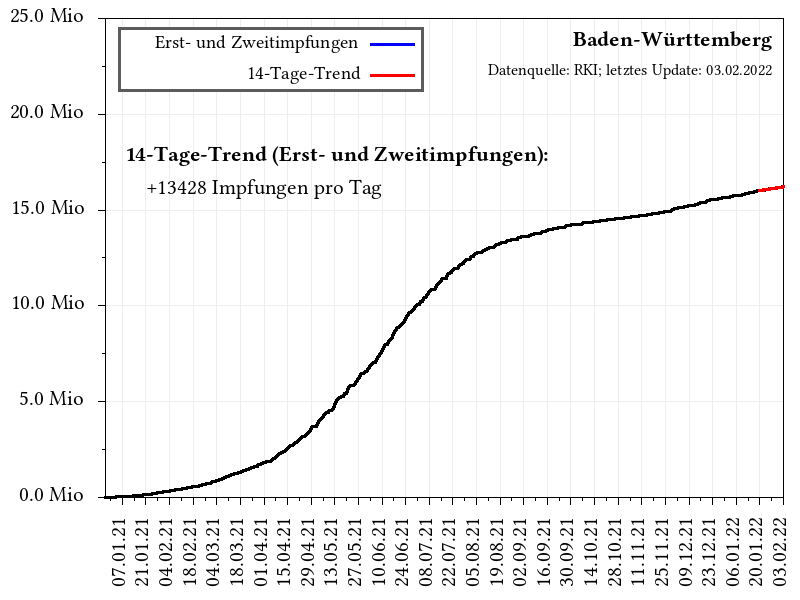 25.0 Mio
20.0 Mio
15.0 Mio
10.0 Mio
5.0 Mio
0.0 Mio
Erst- und Zweitimpfungen
14-Tage-Trend
Baden-Württemberg
Datenquelle: RKI; letztes Update: 03.02.2022
14-Tage-Trend (Erst- und Zweitimpfungen):
+13428 Impfungen pro Tag
07.01.21
21.01.21
04.02.21
18.02.21
04.03.21
18.03.21
01.04.21
15.04.21
29.04.21
13.05.21
27.05.21
10.06.21
24.06.21
08.07.21
22.07.21
05.08.21
19.08.21
02.09.21
16.09.21
30.09.21
14.10.21
28.10.21
11.11.21
25.11.21
09.12.21
23.12.21
06.01.22
20.01.22
03.02.22